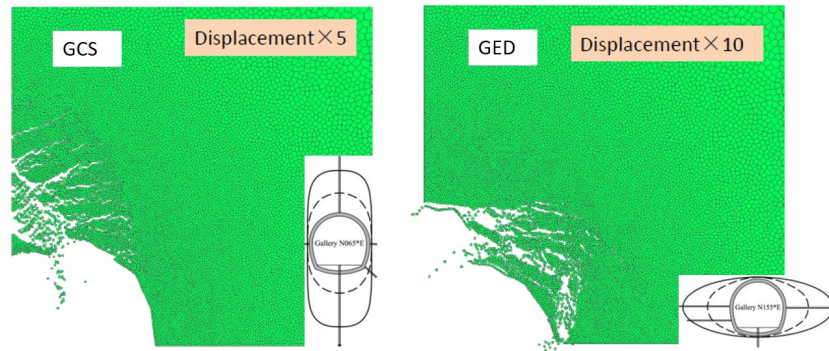 GCS
Displacement×5
Gallery N065*E
GED
Displacement×10
Gallery N155*E